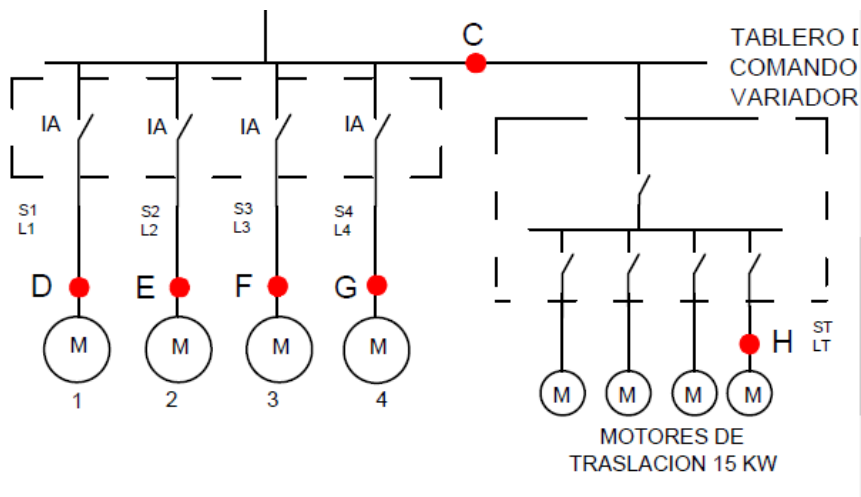 C
TABLERO D
COMANDO
VARIADOR
IA IA IA IA
S1 S2 S3 S4
L1 L2 L3 L4
D E F G
M M M M
1 2 3 4
ST
H LT
M M M M
MOTORES DE
TRASLACION 15 KW